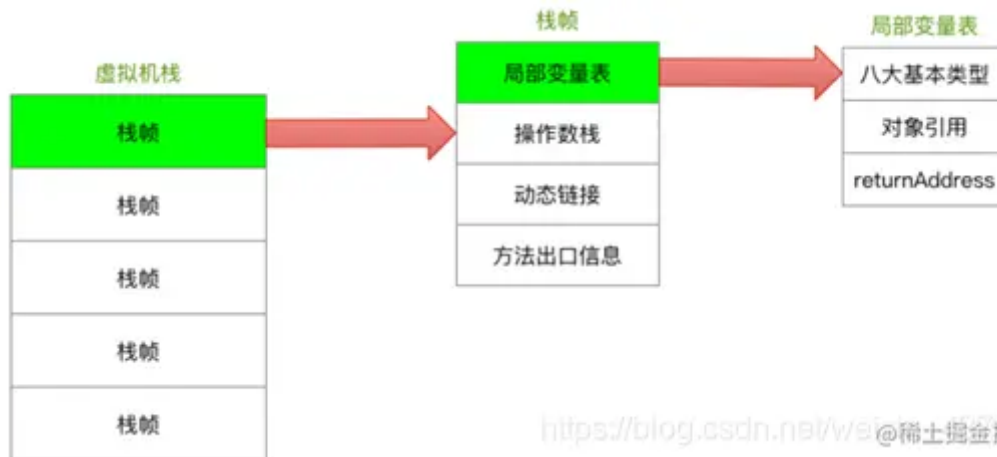 虚拟机栈
栈帧
栈帧
栈帧
栈帧
栈帧
栈帧
局部变量表
操作数栈
动态链接
方法出口信息
局部变量表
八大基本类型
对象引用
returnAddress
https://blog.csdn.net/wei
@稀土掘金